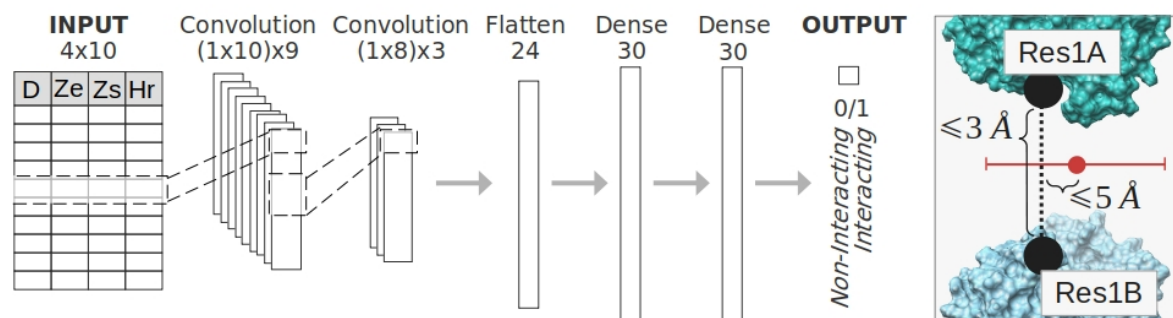 INPUT
4x10
D Ze Zs Hr
Convolution
(1x10)x9
Convolution
(1x8)x3
Flatten
24
Dense
30
Dense
30
OUTPUT
0/1
Non-Interacting
Interacting
Res1A
⩽3 Å
⩽5 Å
Res1B